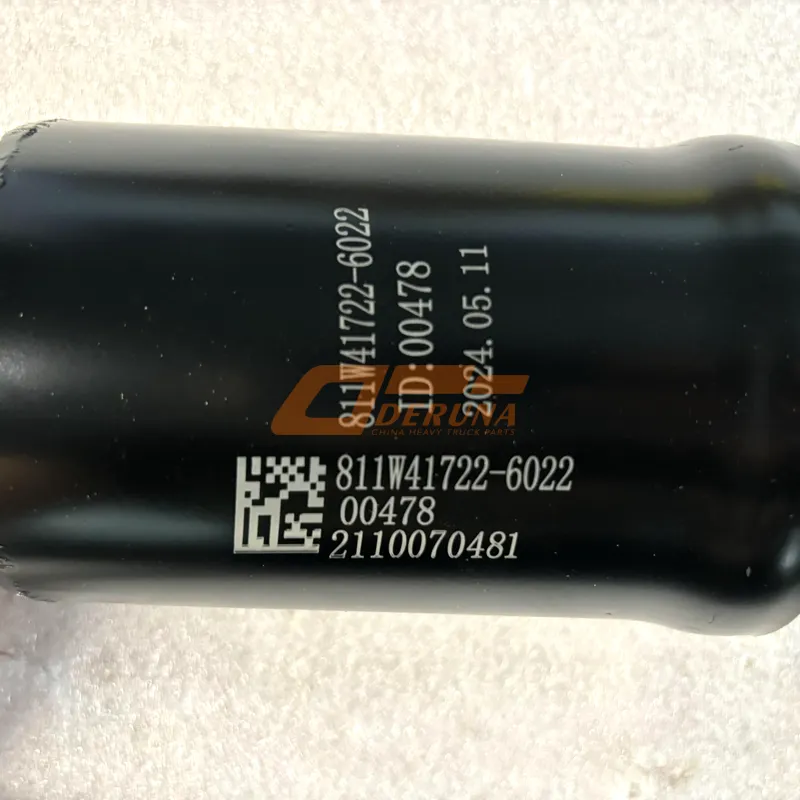 811W41722-6022
ID:00478
2024.05.11
DERUNA
CHINA HEAVY TRUCK PARTS
811W41722-6022
00478
2110070481